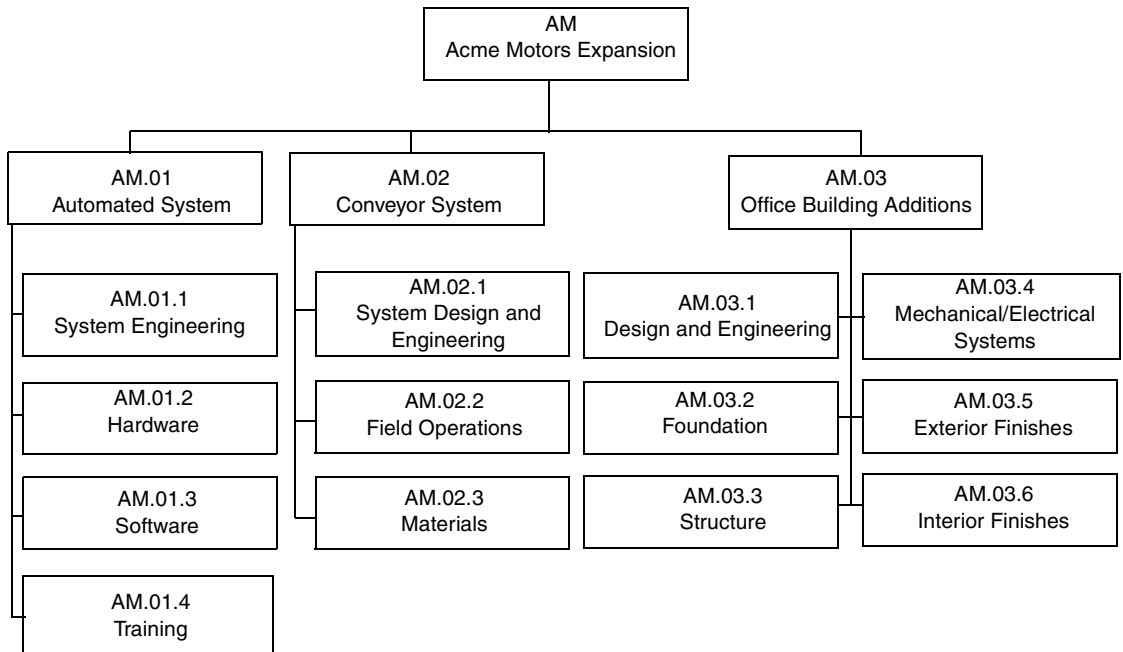 AM
Acme Motors Expansion
AM.01
Automated System
AM.02
Conveyor System
AM.03
Office Building Additions
AM.01.1
System Engineering
AM.01.2
Hardware
AM.01.3
Software
AM.01.4
Training
AM.02.1
System Design and
Engineering
AM.02.2
Field Operations
AM.02.3
Materials
AM.03.1
Design and Engineering
AM.03.2
Foundation
AM.03.3
Structure
AM.03.4
Mechanical/Electrical
Systems
AM.03.5
Exterior Finishes
AM.03.6
Interior Finishes